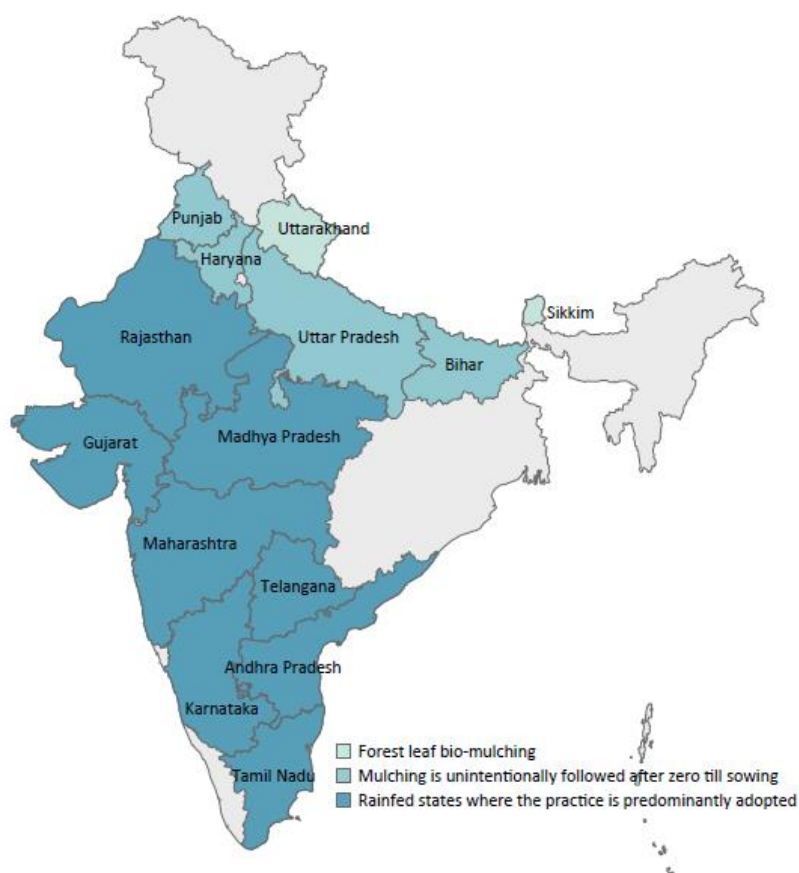 Punjab
Uttarakhand
Haryana
Sikkim
Rajasthan
Uttar Pradesh
Bihar
Gujarat
Madhya Pradesh
Maharashtra
Telangana
Andhra Pradesh
Karnataka
Tamil Nadu
Forest leaf bio-mulching
Mulching is unintentionally followed after zero till sowing
Rainfed states where the practice is predominantly adopted